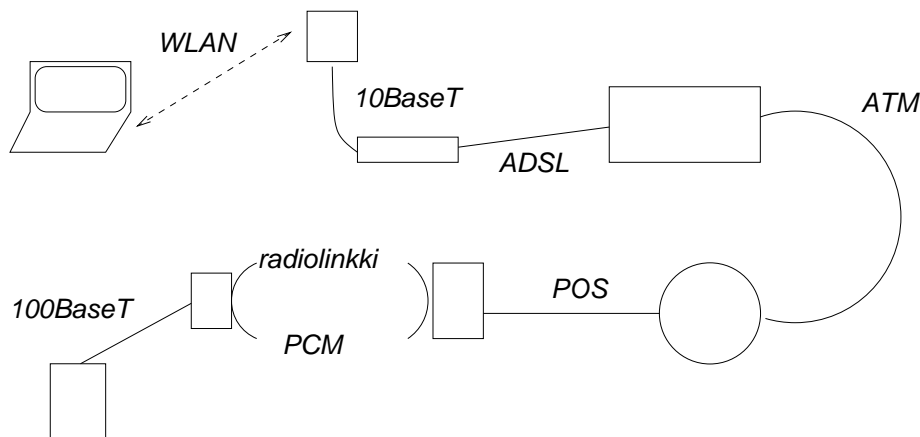 WLAN
10BaseT
ATM
ADSL
radiolinkki
POS
100BaseT
PCM